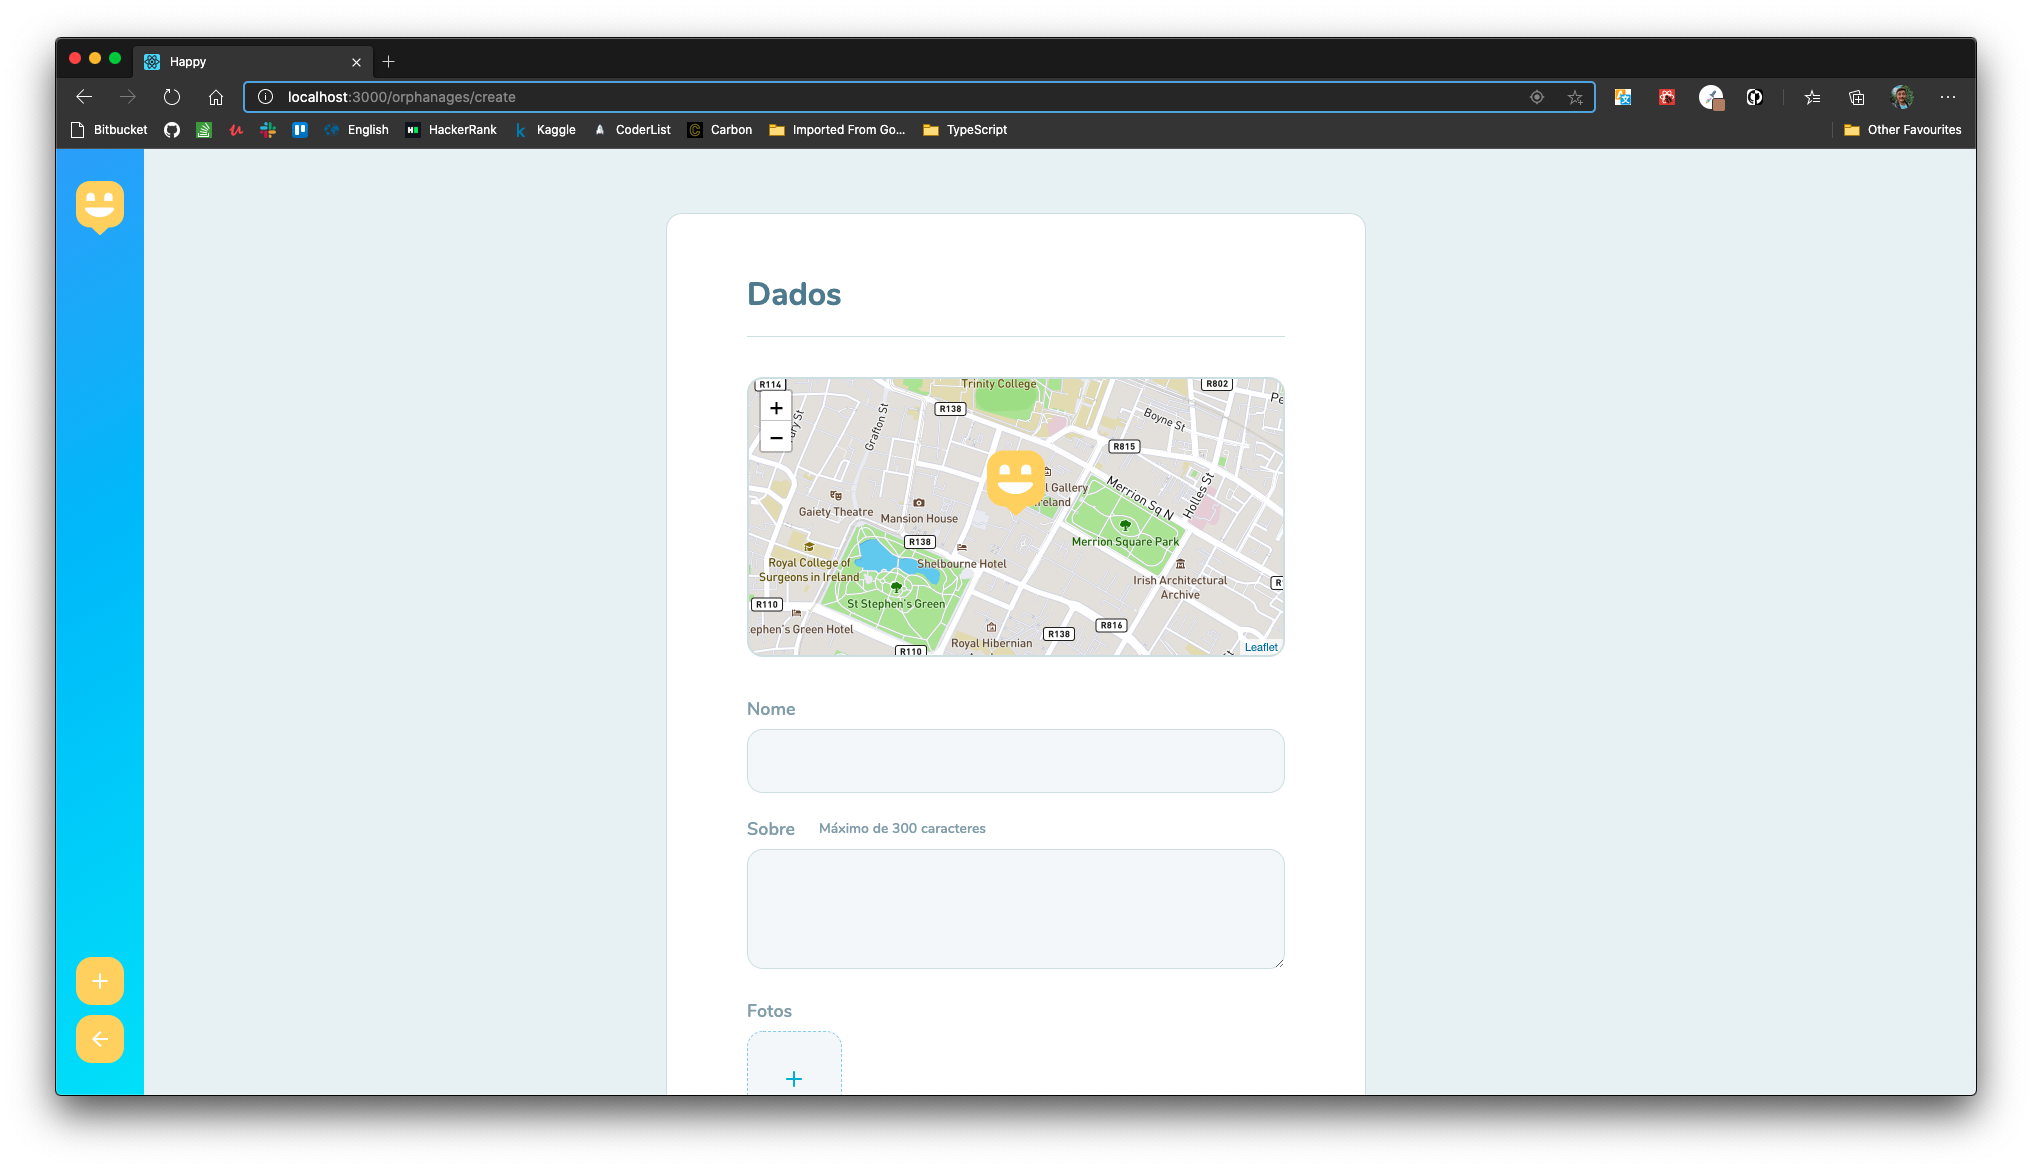 Happy
localhost:3000/orphanages/create
Bitbucket
English
HackerRank
Kaggle
CoderList
Carbon
Imported From Go...
TypeScript
Other Favourites
Dados
R114
Trinity College
R802
R138
Grafton St
Boyne St
R815
+
−
Merrion Sq N
Holles St
Gallery
Gaiety Theatre
Mansion House
R138
Merrion Square Park
Royal College of
Surgeons in Ireland
Shelbourne Hotel
Irish Architectural
Archive
R110
St Stephen's Green
ephen's Green Hotel
Royal Hibernian
R138
R816
R110
Leaflet
Nome
Sobre Máximo de 300 caracteres
Fotos
+